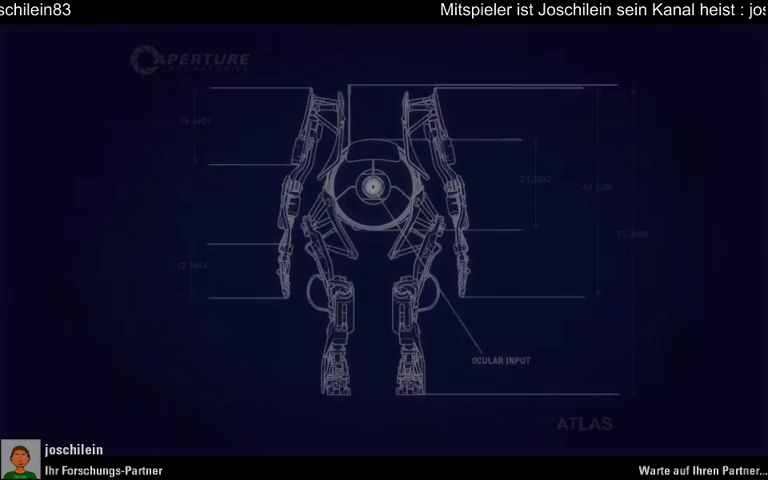 schilein83
Mitspieler ist Joschilein sein Kanal heist : jos
APERTURE
LABORATORIES
OCULAR INPUT
ATLAS
joschilein
Ihr Forschungs-Partner
Warte auf Ihren Partner...